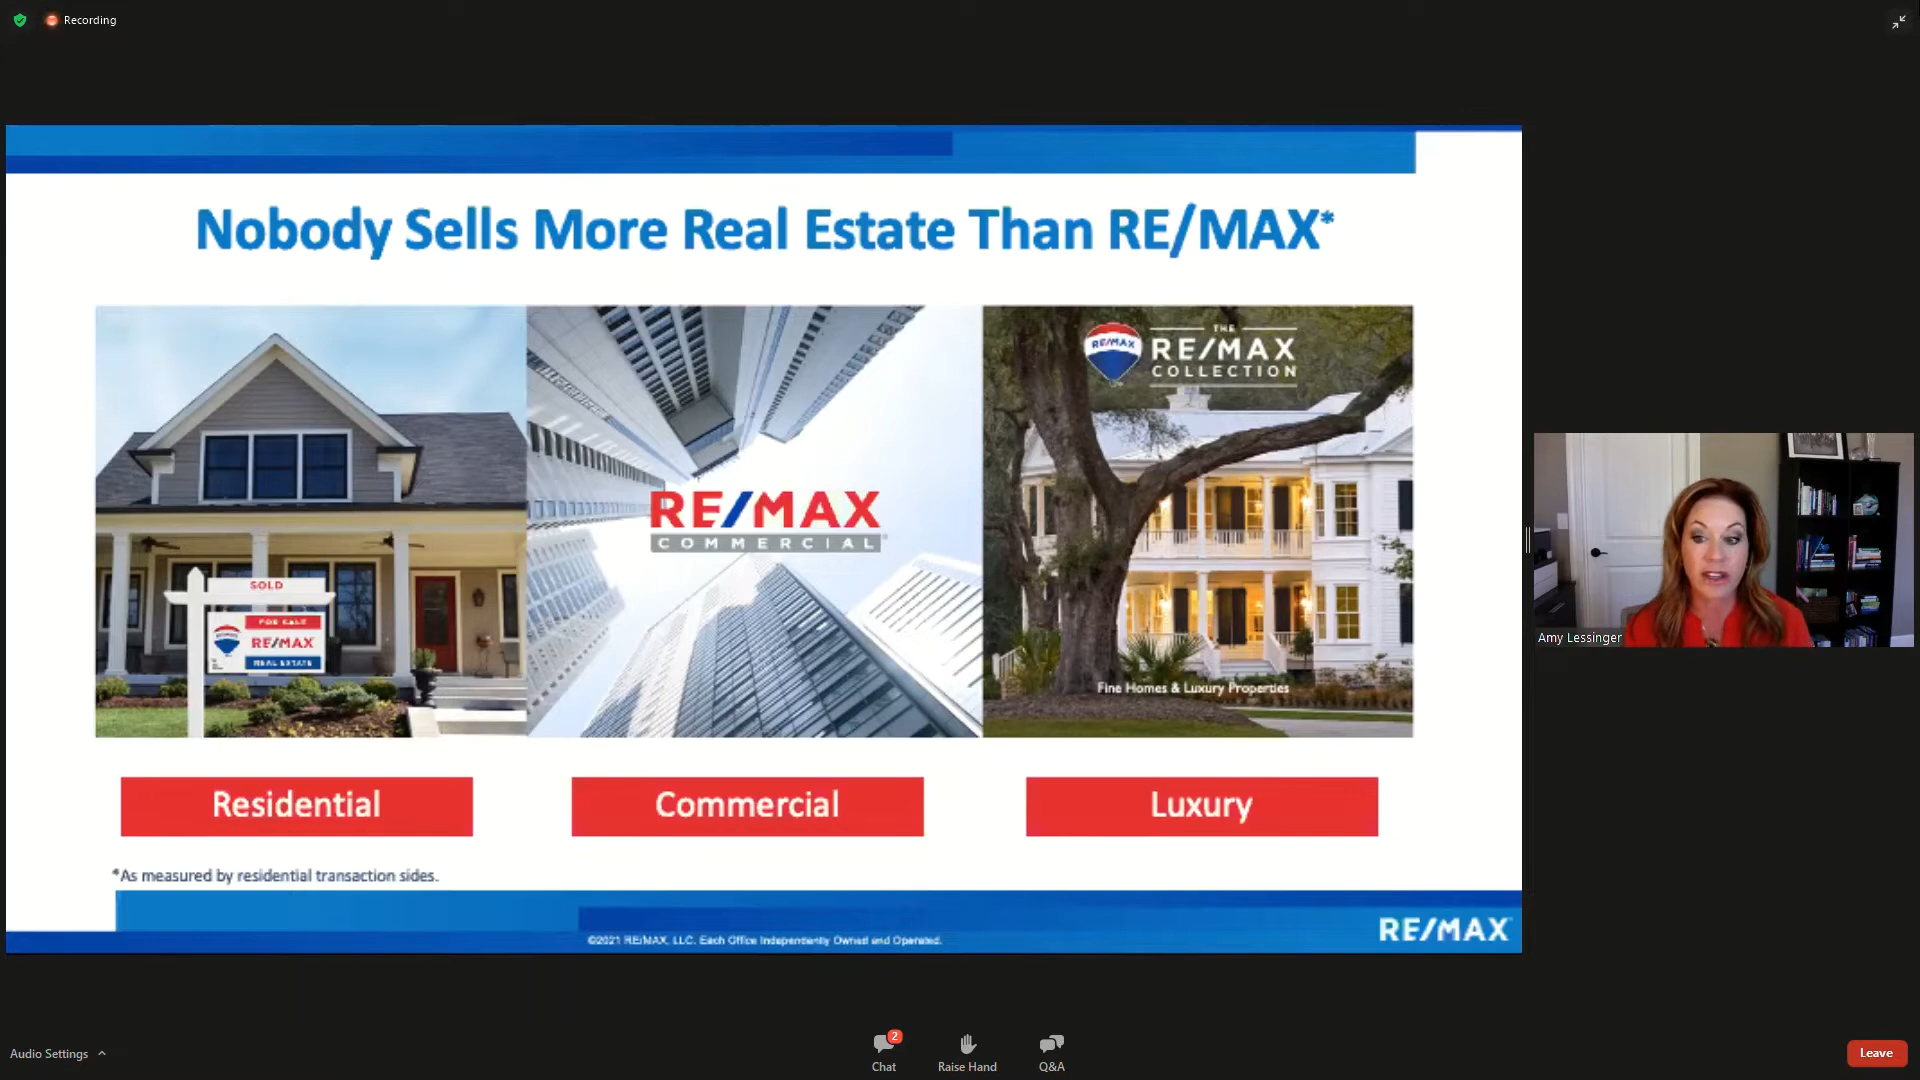 Recording
Nobody Sells More Real Estate Than RE/MAX*
SOLD
FOR SALE
RE/MAX
REAL ESTATE
RE/MAX
COMMERCIAL
RE/MAX
THE
RE/MAX
COLLECTION
Fine Homes & Luxury Properties
Residential
Commercial
Luxury
*As measured by residential transaction sides.
©2021 RE/MAX, LLC. Each Office Independently Owned and Operated.
RE/MAX
Amy Lessinger
Audio Settings
2
Chat
Raise Hand
Q&A
Leave